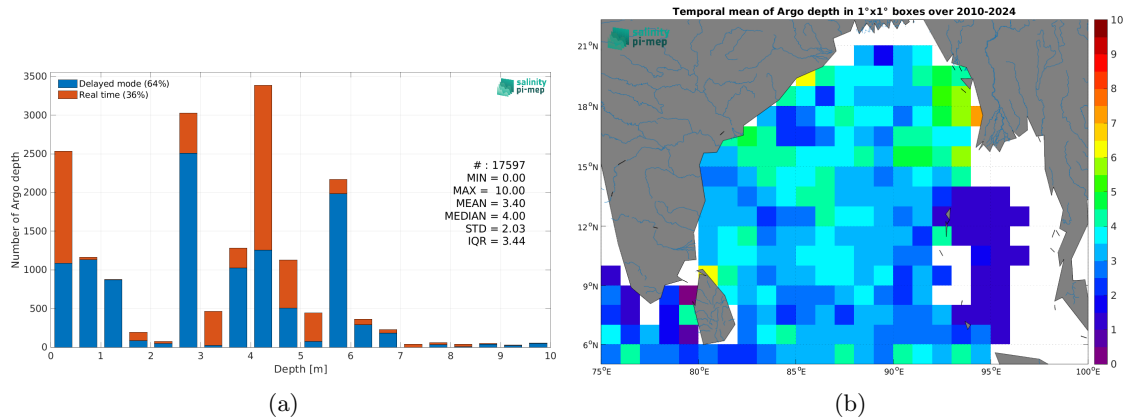 3500
3000
2500
2000
1500
1000
500
0
Number of Argo depth
Delayed mode (64%)
Real time (36%)
salinity
pi-mep
# : 17597
MIN = 0.00
MAX = 10.00
MEAN = 3.40
MEDIAN = 4.00
STD = 2.03
IQR = 3.44
0 1 2 3 4 5 6 7 8 9 10
Depth [m]
(a)
Temporal mean of Argo depth in 1°x1° boxes over 2010-2024
salinity
pi-mep
21°N
18°N
15°N
12°N
9°N
6°N
75°E 80°E 85°E 90°E 95°E 100°E
10
9
8
7
6
5
4
3
2
1
0
(b)